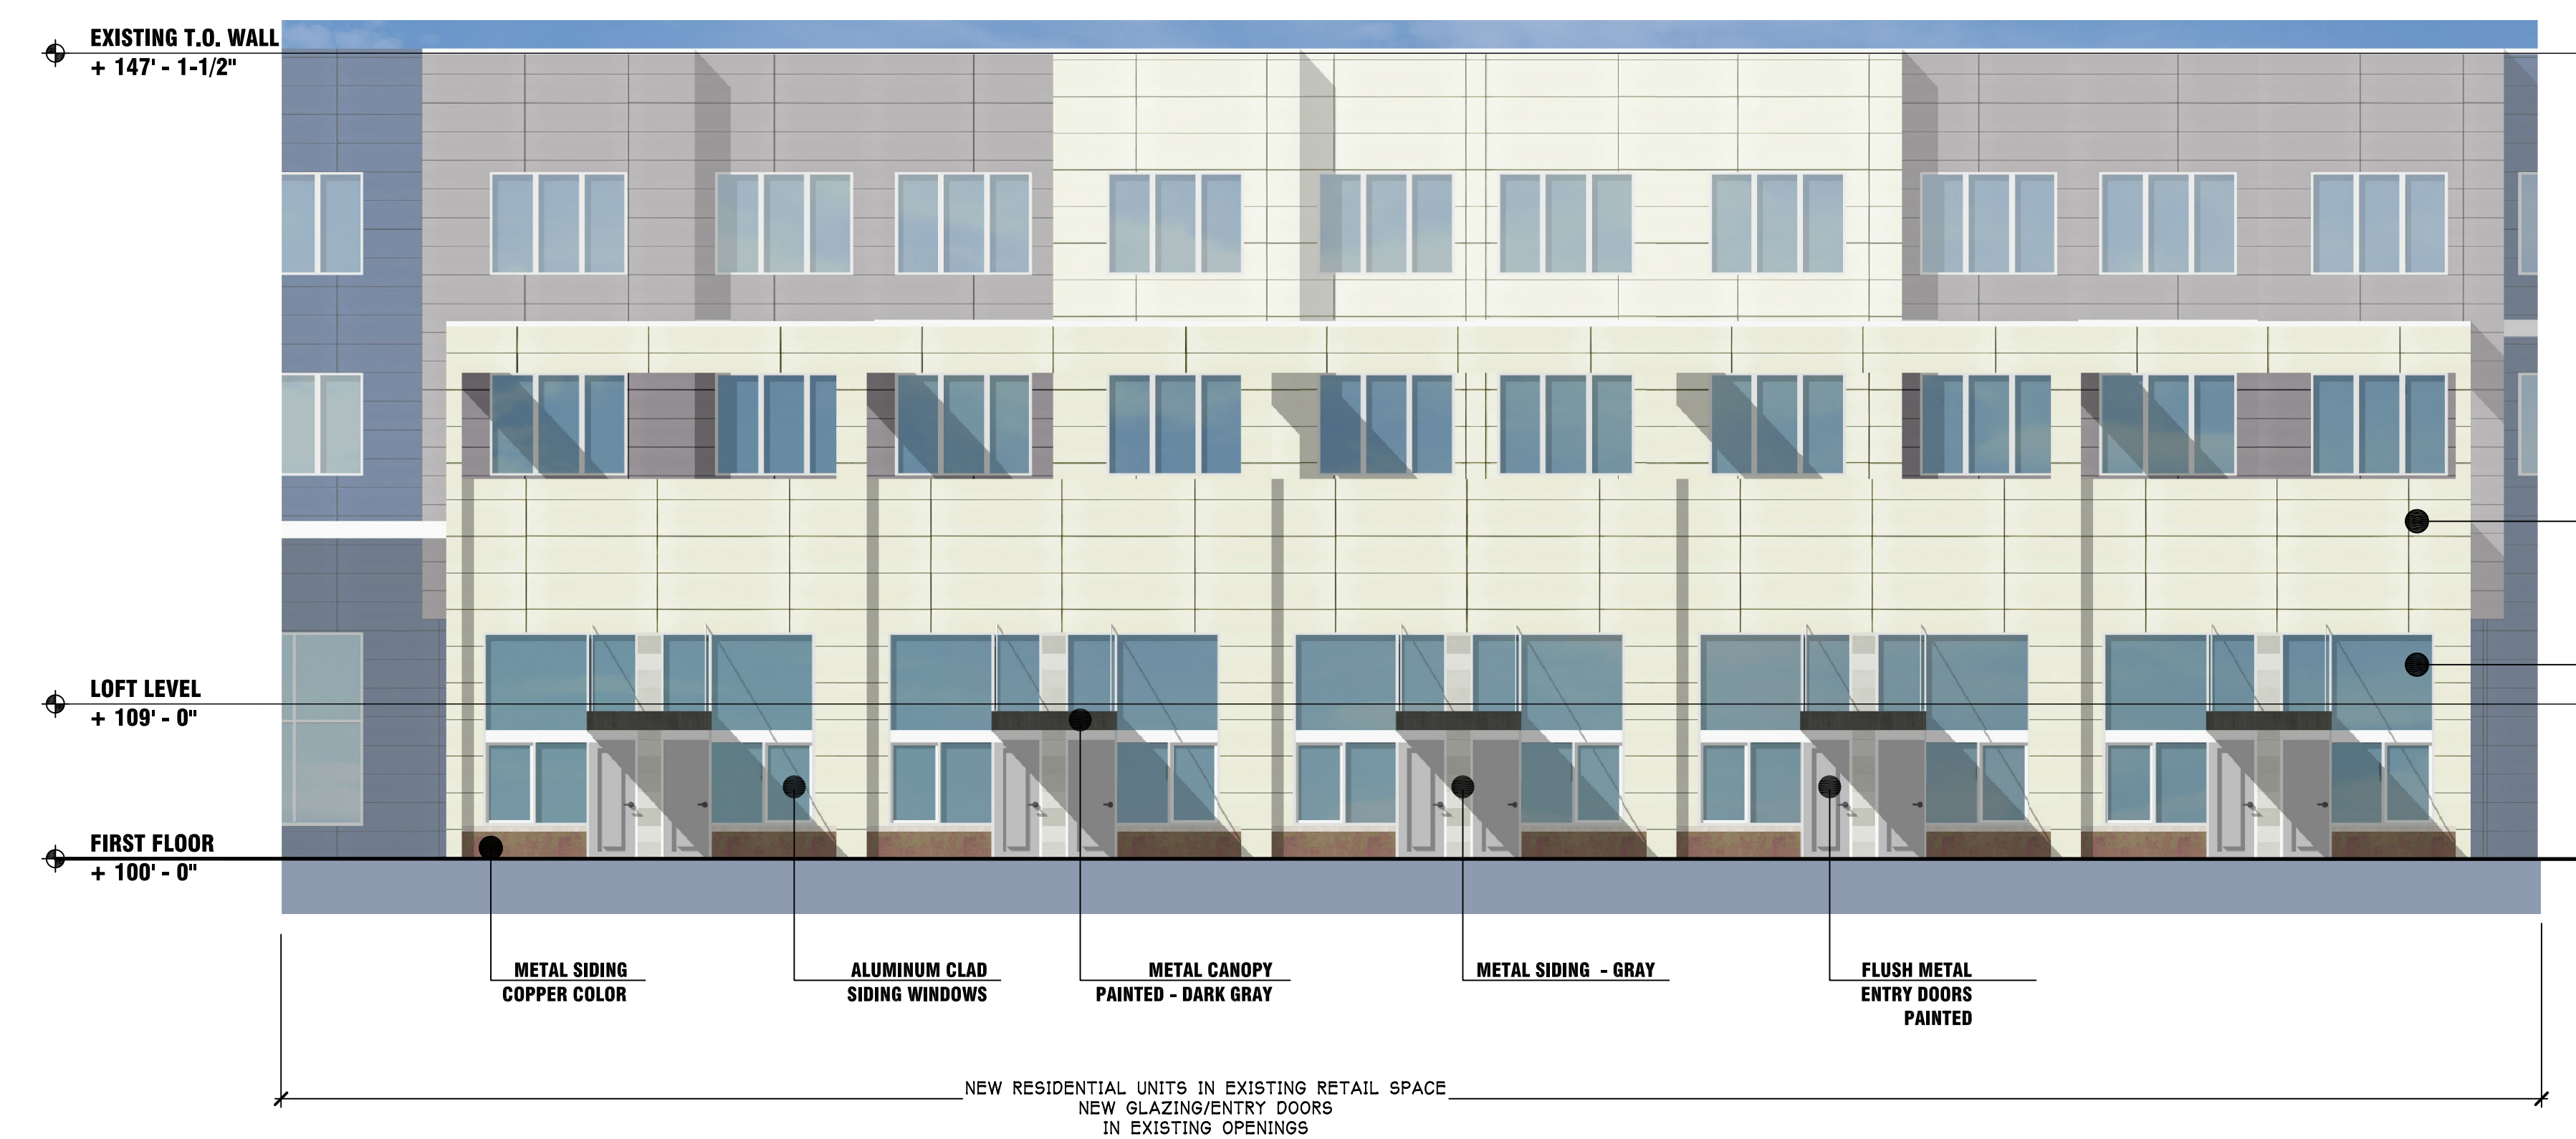 EXISTING T.O. WALL
+ 147' - 1-1/2"
LOFT LEVEL
+ 109' - 0"
FIRST FLOOR
+ 100' - 0"
METAL SIDING
COPPER COLOR
ALUMINUM CLAD
SIDING WINDOWS
METAL CANOPY
PAINTED - DARK GRAY
METAL SIDING - GRAY
FLUSH METAL
ENTRY DOORS
PAINTED
NEW RESIDENTIAL UNITS IN EXISTING RETAIL SPACE
NEW GLAZING/ENTRY DOORS
IN EXISTING OPENINGS